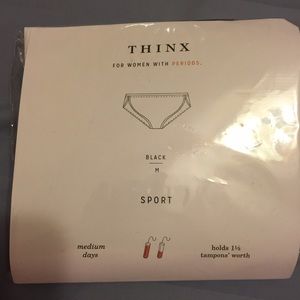 THINX
FOR WOMEN WITH PERIODS.
BLACK
M
SPORT
medium
days
holds 1½
tampons' worth